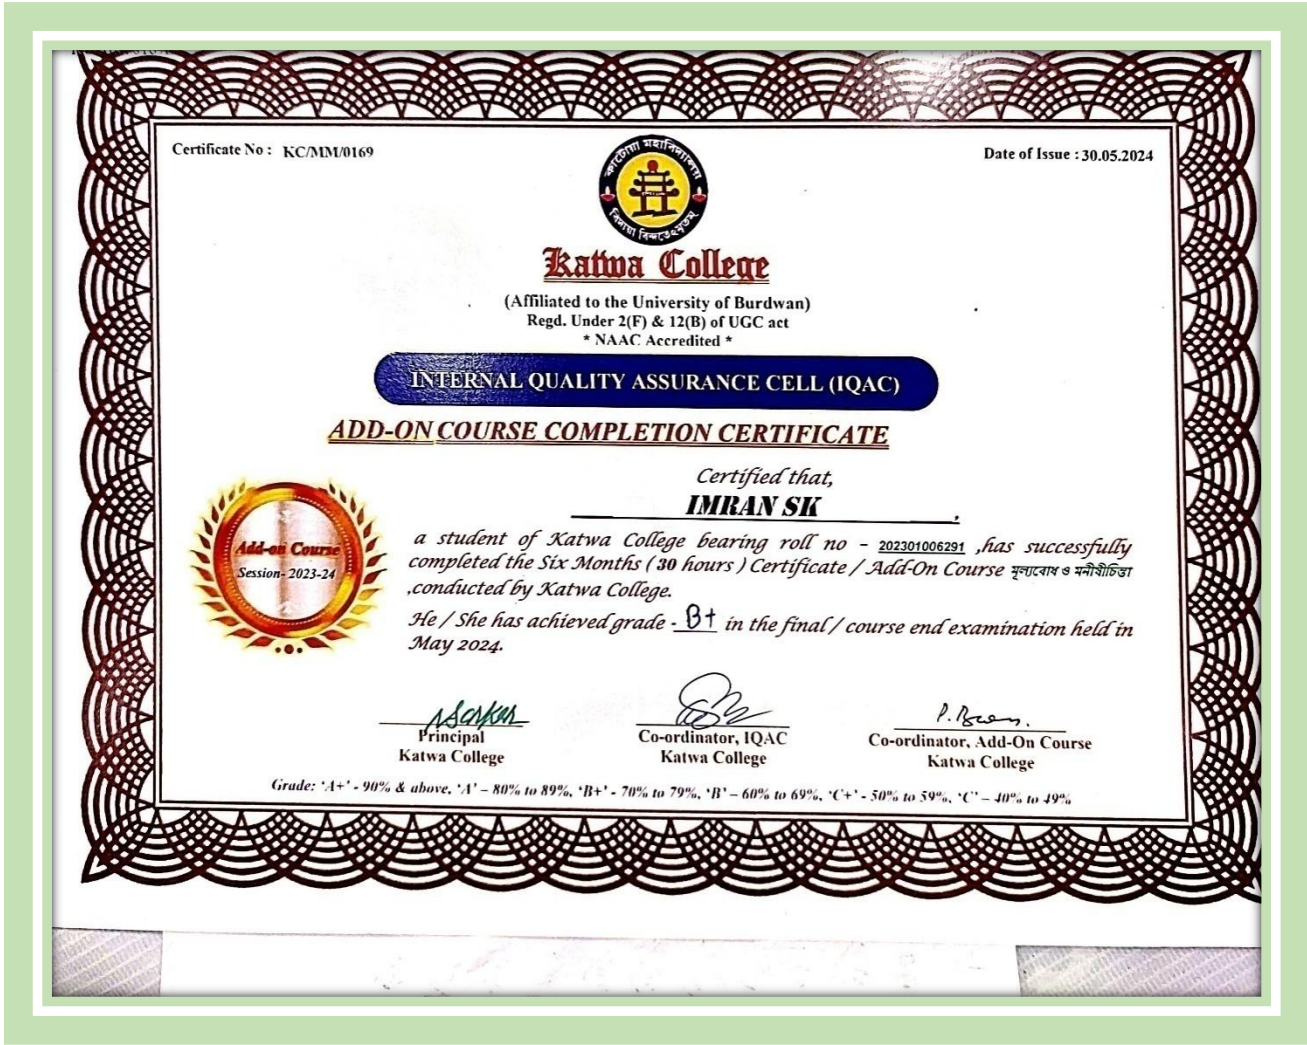 Certificate No : KC/MM/0169
Date of Issue : 30.05.2024
কাটোয়া মহাবিদ্যালয়
Katwa College
(Affiliated to the University of Burdwan)
Regd. Under 2(F) & 12(B) of UGC act
* NAAC Accredited *
INTERNAL QUALITY ASSURANCE CELL (IQAC)
ADD-ON COURSE COMPLETION CERTIFICATE
Certified that,
IMRAN SK .
Add-on Course
Session- 2023-24
a student of Katwa College bearing roll no - 202301006291 ,has successfully
completed the Six Months ( 30 hours ) Certificate / Add-On Course মূল্যবোধ ও মনীষীচিন্তা
,conducted by Katwa College.
He / She has achieved grade - B+ in the final / course end examination held in
May 2024.
Principal
Katwa College
Co-ordinator, IQAC
Katwa College
Co-ordinator, Add-On Course
Katwa College
Grade: 'A+' - 90% & above, 'A' – 80% to 89%, 'B+' - 70% to 79%, 'B' – 60% to 69%, 'C+' - 50% to 59%, 'C' – 40% to 49%